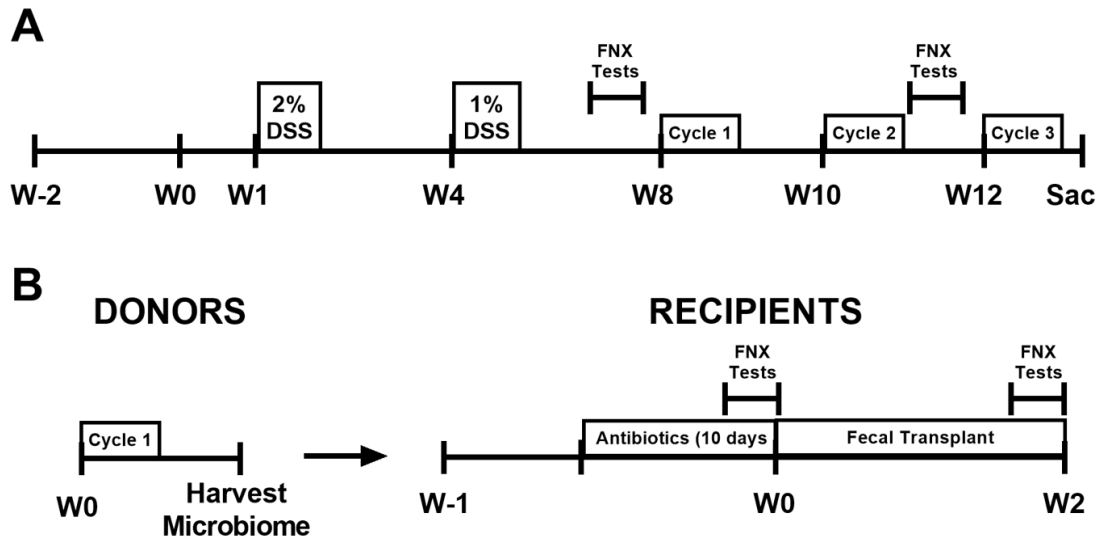 A
FNX
Tests
FNX
Tests
2%
DSS
1%
DSS
Cycle 1
Cycle 2
Cycle 3
W-2
W0
W1
W4
W8
W10
W12
Sac
B
DONORS
RECIPIENTS
FNX
Tests
FNX
Tests
Cycle 1
Antibiotics (10 days
Fecal Transplant
W0
Harvest
Microbiome
W-1
W0
W2